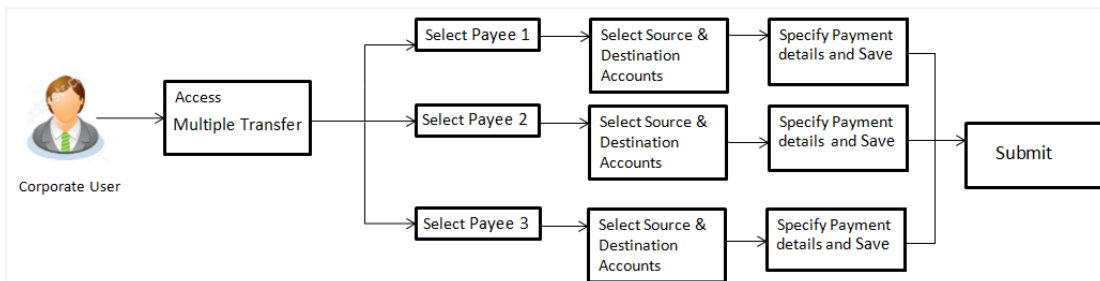 Select Payee 1
Select Source &
Destination
Accounts
Specify Payment
details and Save
Access
Multiple Transfer
Select Payee 2
Select Source &
Destination
Accounts
Specify Payment
details and Save
Submit
Corporate User
Select Payee 3
Select Source &
Destination
Accounts
Specify Payment
details and Save